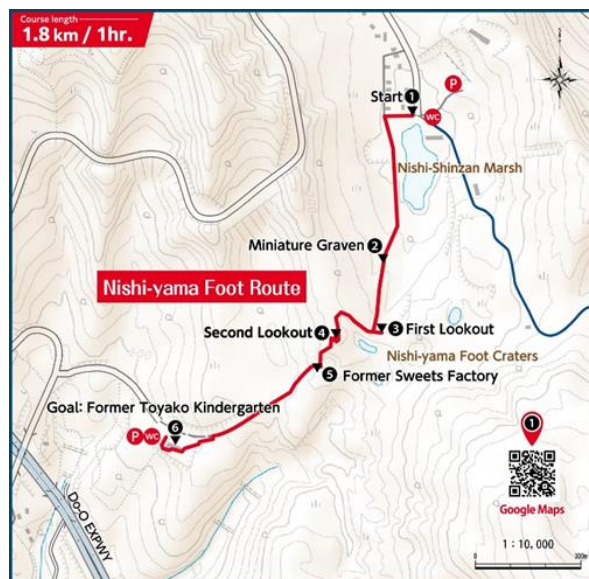 Course length
1.8 km / 1hr.
P
Start 1
WC
Nishi-Shinzan Marsh
Miniature Graven 2
Nishi-yama Foot Route
Second Lookout 4
3 First Lookout
Nishi-yama Foot Craters
5 Former Sweets Factory
Goal: Former Toyako Kindergarten
6
P WC
1
Do-O EXPWY
Google Maps
1 : 10,000
0 300m